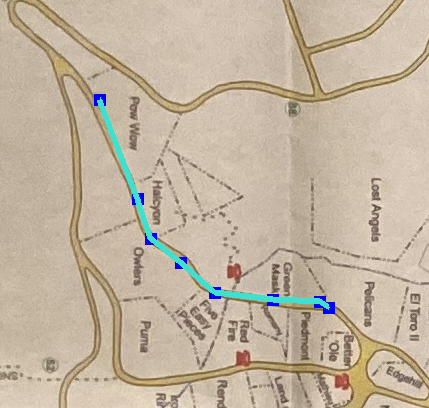 Pow Wow
Lost Angels
Halcyon
Owlers
Green
Mask
Pelicans
El Toro II
Five
Easy
Pieces
Red
Fire
Piedmont
Better
'Ole
Puma
Edgehill
Land